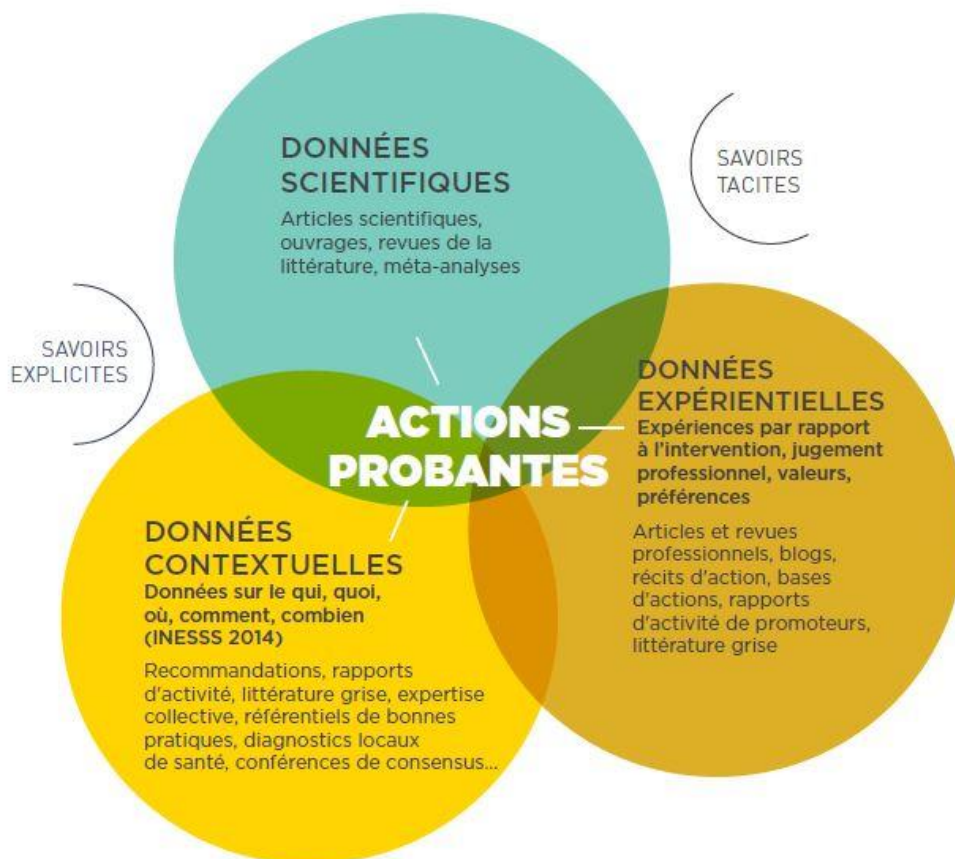 DONNÉES
SCIENTIFIQUES
Articles scientifiques,
ouvrages, revues de la
littérature, méta-analyses
SAVOIRS
TACITES
SAVOIRS
EXPLICITES
ACTIONS
PROBANTES
DONNÉES
EXPÉRIENTIELLES
Expériences par rapport
à l'intervention, jugement
professionnel, valeurs,
préférences
Articles et revues
professionnels, blogs,
récits d'action, bases
d'actions, rapports
d'activité de promoteurs,
littérature grise
DONNÉES
CONTEXTUELLES
Données sur le qui, quoi,
où, comment, combien
(INESSS 2014)
Recommandations, rapports
d'activité, littérature grise, expertise
collective, référentiels de bonnes
pratiques, diagnostics locaux
de santé, conférences de consensus...